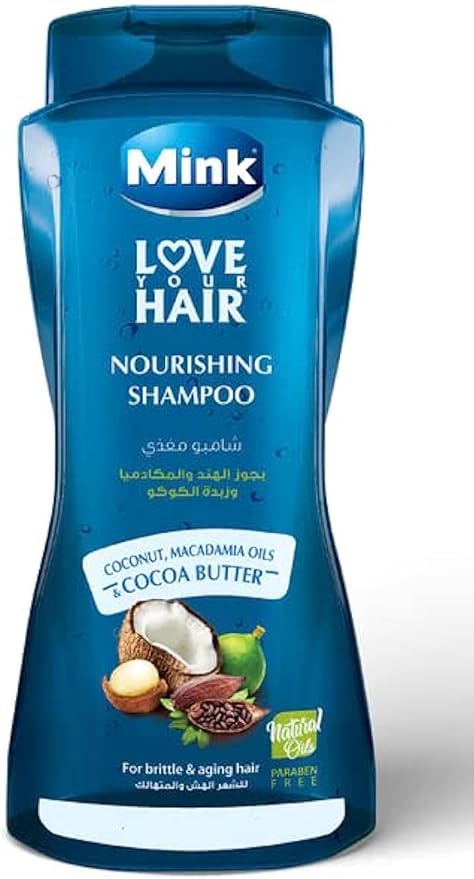 Mink®
LOVE
YOUR
HAIR®
NOURISHING
SHAMPOO
شامبو مغذي
بجوز الهند والمكادميا
وزبدة الكوكو
COCONUT, MACADAMIA OILS
& COCOA BUTTER
Natural
Oils
PARABEN
FREE
For brittle & aging hair
للشعر الهش والمتهالك